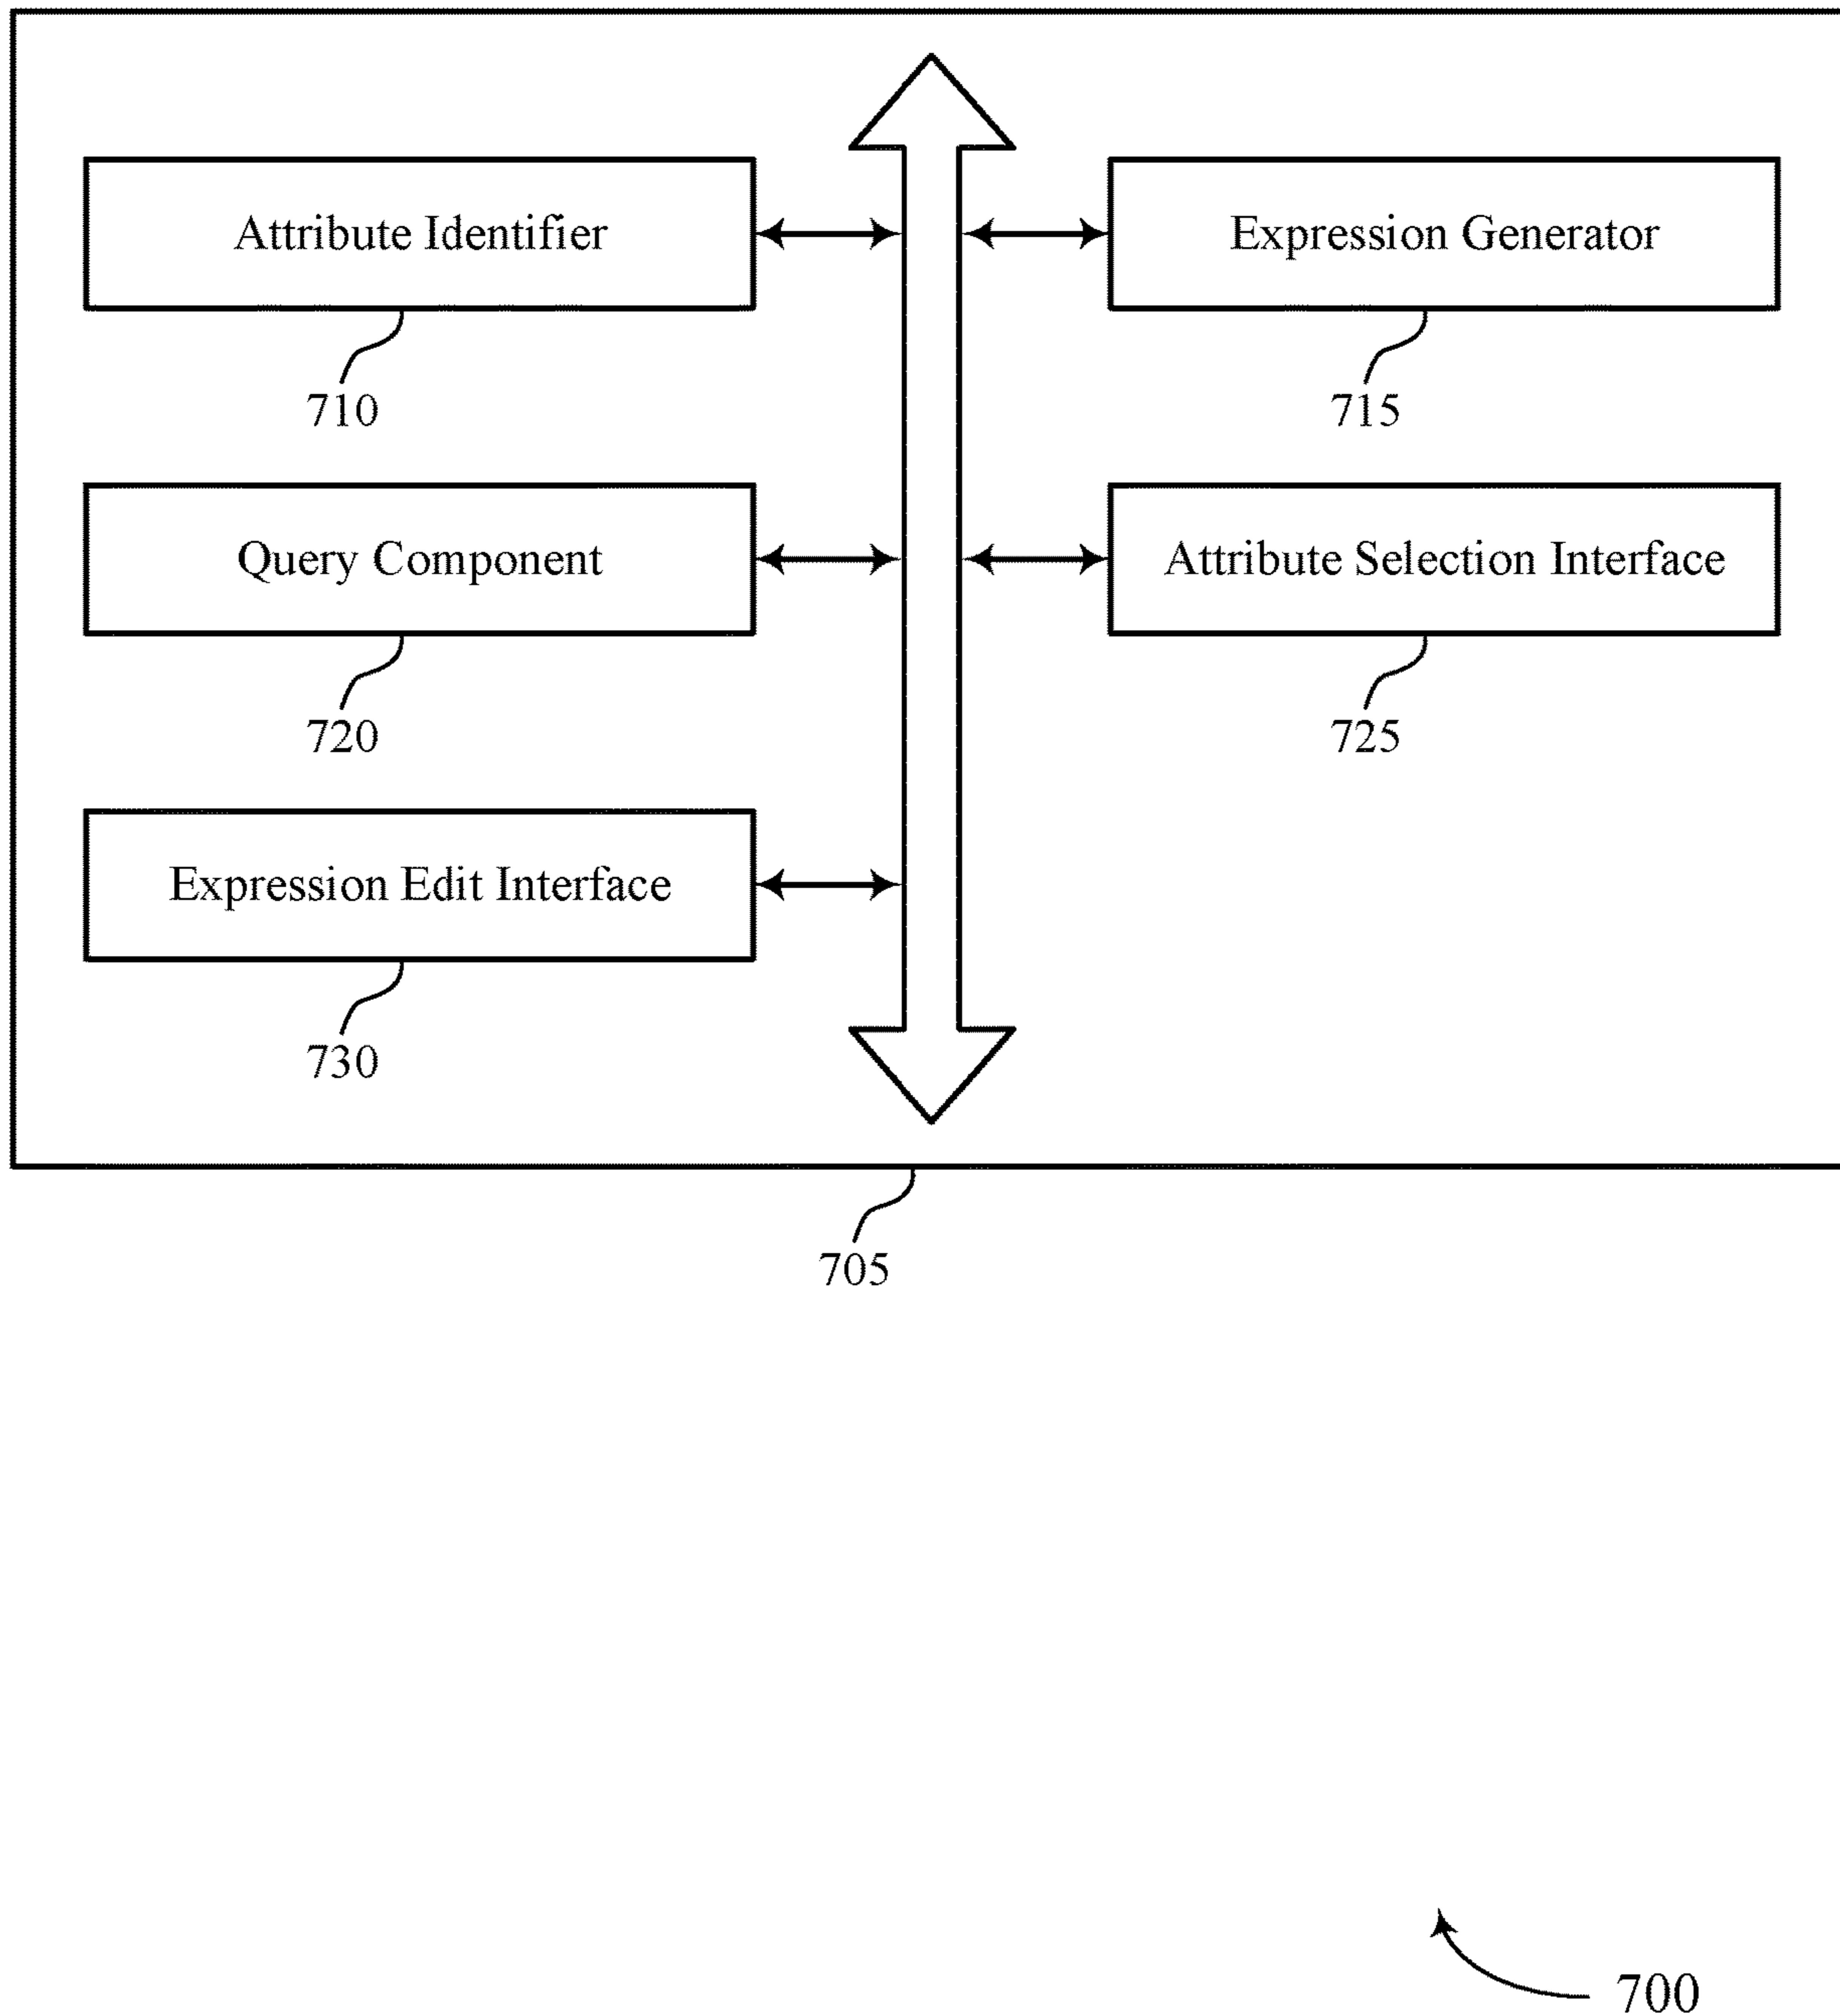 Attribute Identifier
Expression Generator
710
715
Query Component
Attribute Selection Interface
720
725
Expression Edit Interface
730
705
700